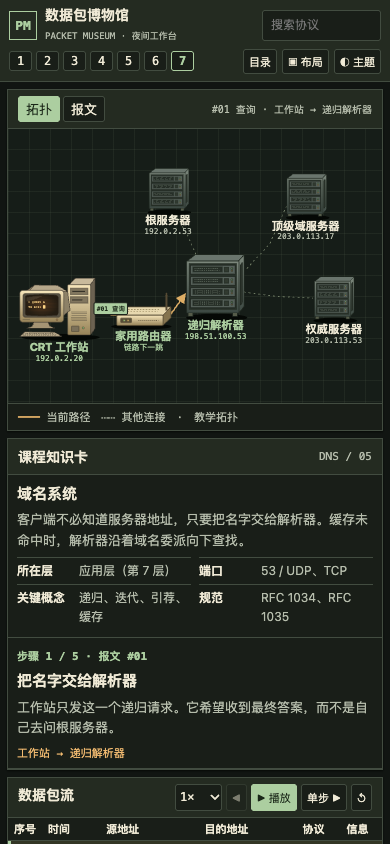 PM
数据包博物馆
PACKET MUSEUM · 夜间工作台
搜索协议
1 2 3 4 5 6 7
目录 ▣ 布局 ◐ 主题
拓扑 报文
#01 查询 · 工作站 → 递归解析器
根服务器
192.0.2.53
顶级域服务器
203.0.113.17
#01 查询
CRT 工作站
192.0.2.20
家用路由器
链路下一跳
递归解析器
198.51.100.53
权威服务器
203.0.113.53
当前路径 其他连接 · 教学拓扑
课程知识卡
DNS / 05
域名系统
客户端不必知道服务器地址，只要把名字交给解析器。缓存未
命中时，解析器沿着域名委派向下查找。
所在层 应用层（第 7 层） 端口 53 / UDP、TCP
关键概念 递归、迭代、引荐、 规范 RFC 1034、RFC
缓存 1035
步骤 1 / 5 · 报文 #01
把名字交给解析器
工作站只发这一个递归请求。它希望收到最终答案，而不是自
己去问根服务器。
工作站 → 递归解析器
数据包流
1× ◀ ▶ 播放 单步 ▶ ↺
序号 时间 源地址 目的地址 协议 信息